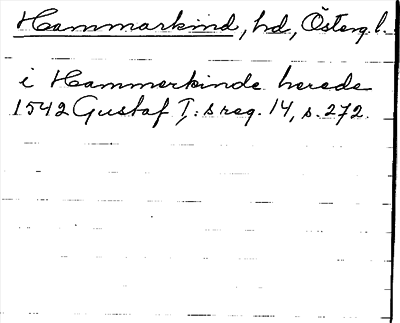 Hammarkind, hd, Österg. l.
i Hammerkinde herede
1542 Gustaf I:s reg. 14, s. 272.